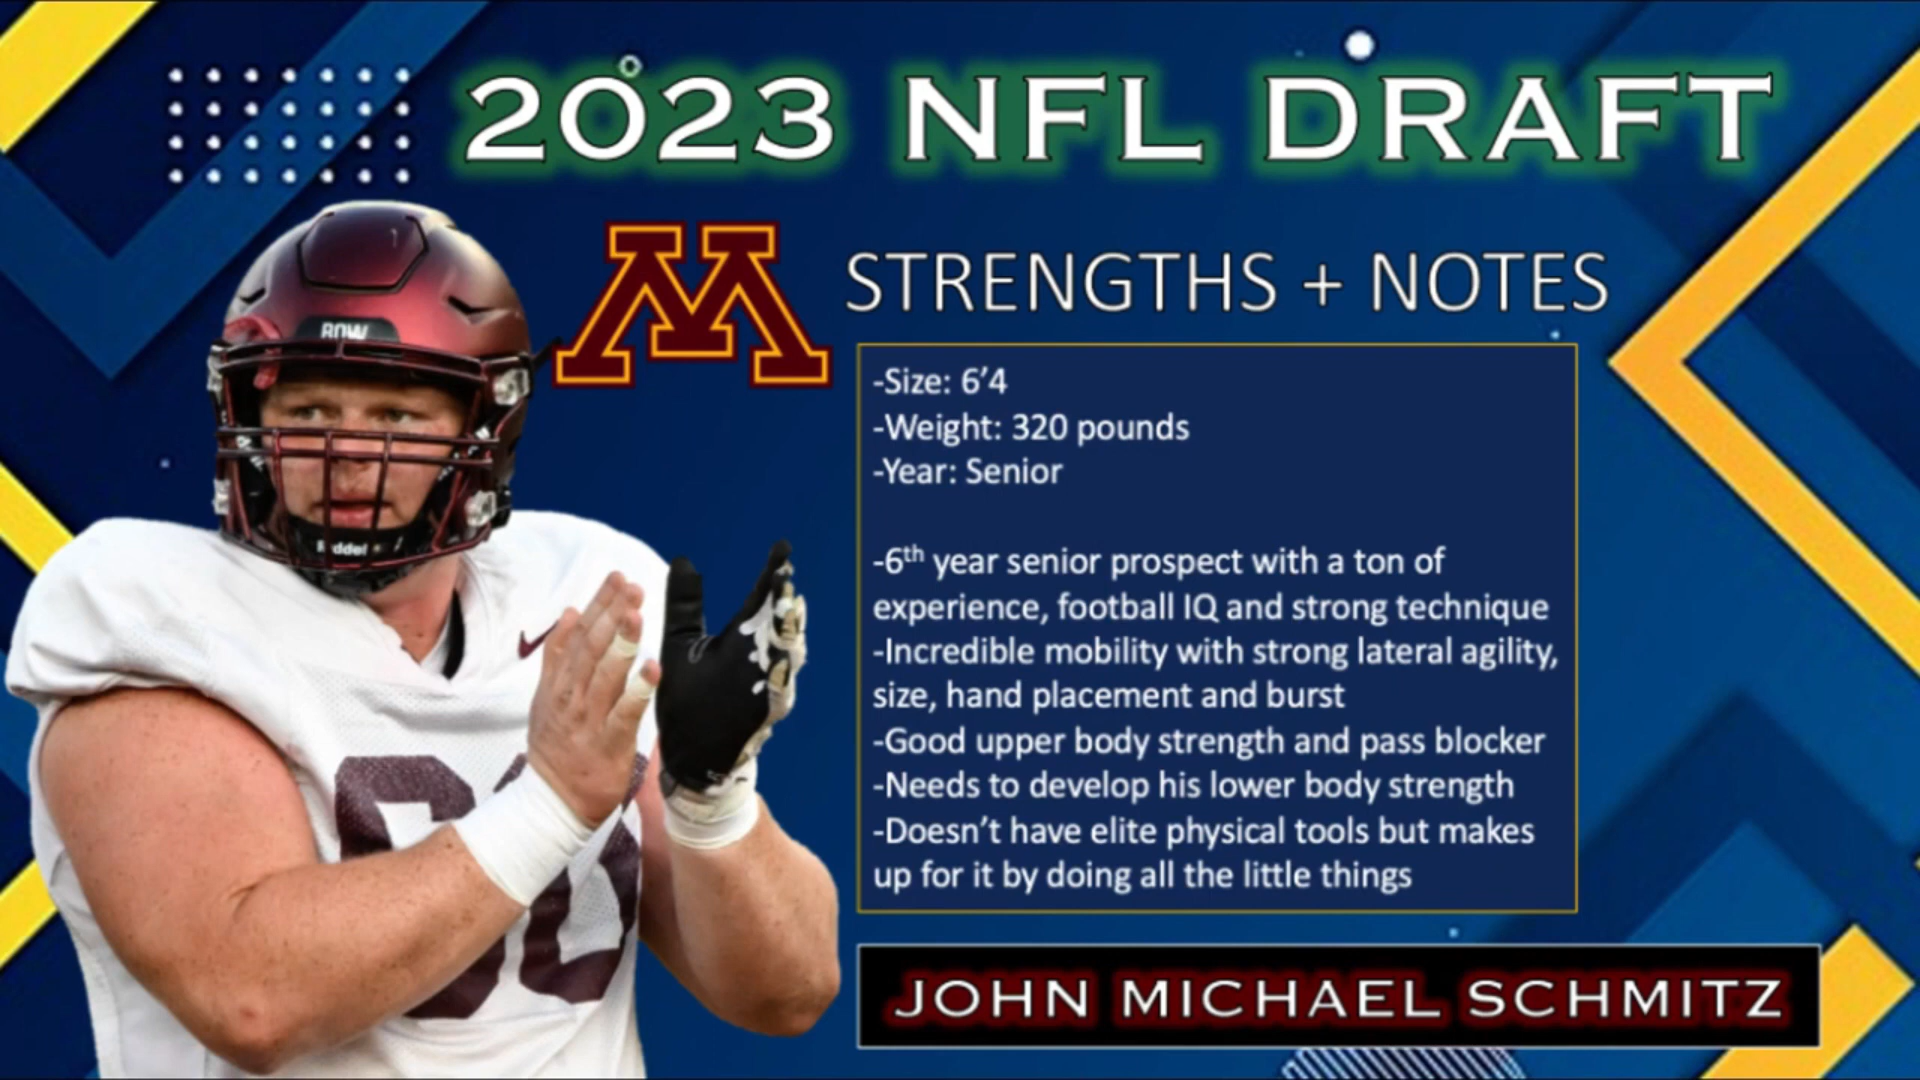 2023 NFL DRAFT
M
STRENGTHS + NOTES
-Size: 6’4
-Weight: 320 pounds
-Year: Senior
-6th year senior prospect with a ton of
experience, football IQ and strong technique
-Incredible mobility with strong lateral agility,
size, hand placement and burst
-Good upper body strength and pass blocker
-Needs to develop his lower body strength
-Doesn’t have elite physical tools but makes
up for it by doing all the little things
JOHN MICHAEL SCHMITZ
ROW
Riddell
60